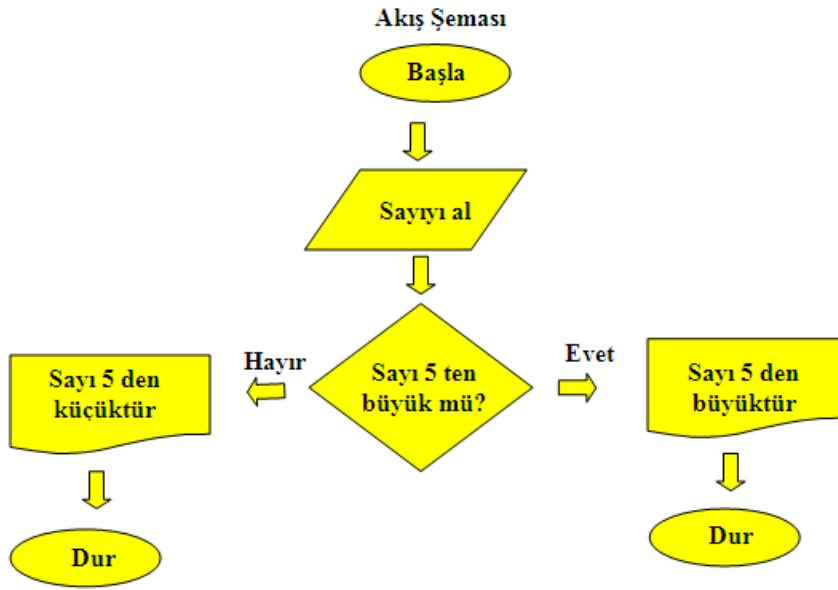 Akış Şeması
Başla
Sayıyı al
Sayı 5 ten
büyük mü?
Hayır
Evet
Sayı 5 den
küçüktür
Sayı 5 den
büyüktür
Dur
Dur